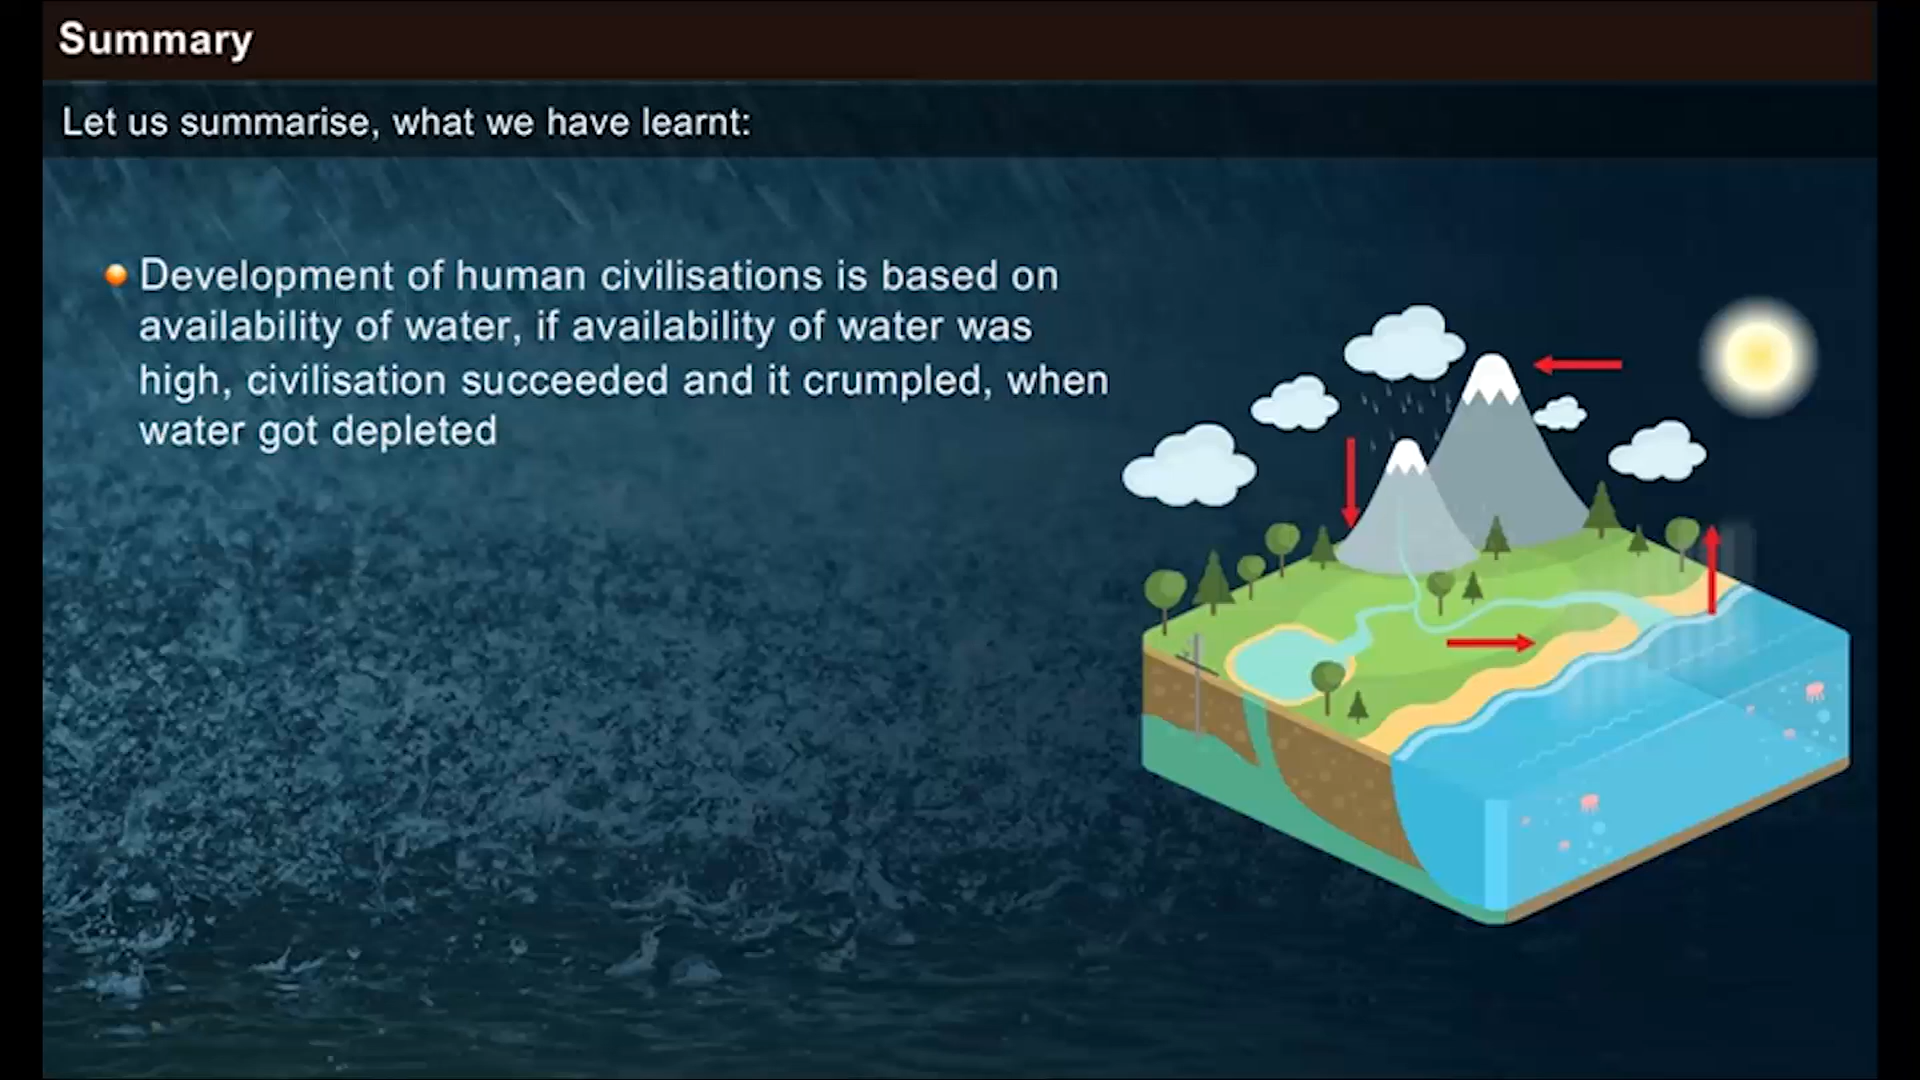 Summary
Let us summarise, what we have learnt:
Development of human civilisations is based on
availability of water, if availability of water was
high, civilisation succeeded and it crumpled, when
water got depleted